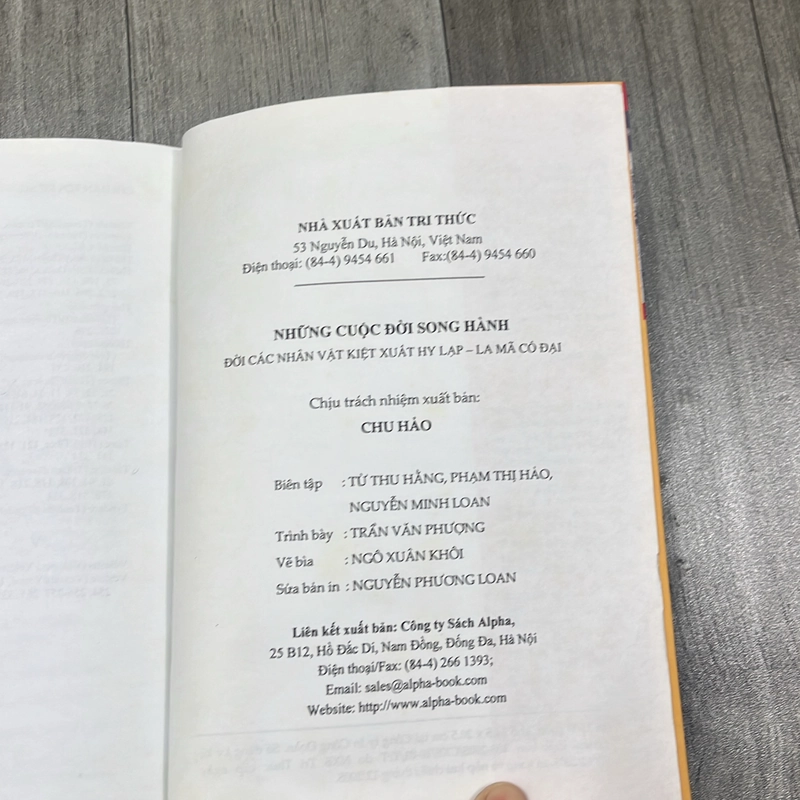 NHÀ XUẤT BẢN TRI THỨC
53 Nguyễn Du, Hà Nội, Việt Nam
Điện thoại: (84-4) 9454 661 Fax:(84-4) 9454 660
NHỮNG CUỘC ĐỜI SONG HÀNH
ĐỜI CÁC NHÂN VẬT KIỆT XUẤT HY LẠP – LA MÃ CỔ ĐẠI
Chịu trách nhiệm xuất bản:
CHU HẢO
Biên tập : TỪ THU HẰNG, PHẠM THỊ HẢO,
NGUYỄN MINH LOAN
Trình bày : TRẦN VĂN PHƯỢNG
Vẽ bìa : NGÔ XUÂN KHÔI
Sửa bản in : NGUYỄN PHƯƠNG LOAN
Liên kết xuất bản: Công ty Sách Alpha,
25 B12, Hồ Đắc Di, Nam Đồng, Đống Đa, Hà Nội
Điện thoại/Fax: (84-4) 266 1393;
Email: sales@alpha-book.com
Website: http://www.alpha-book.com